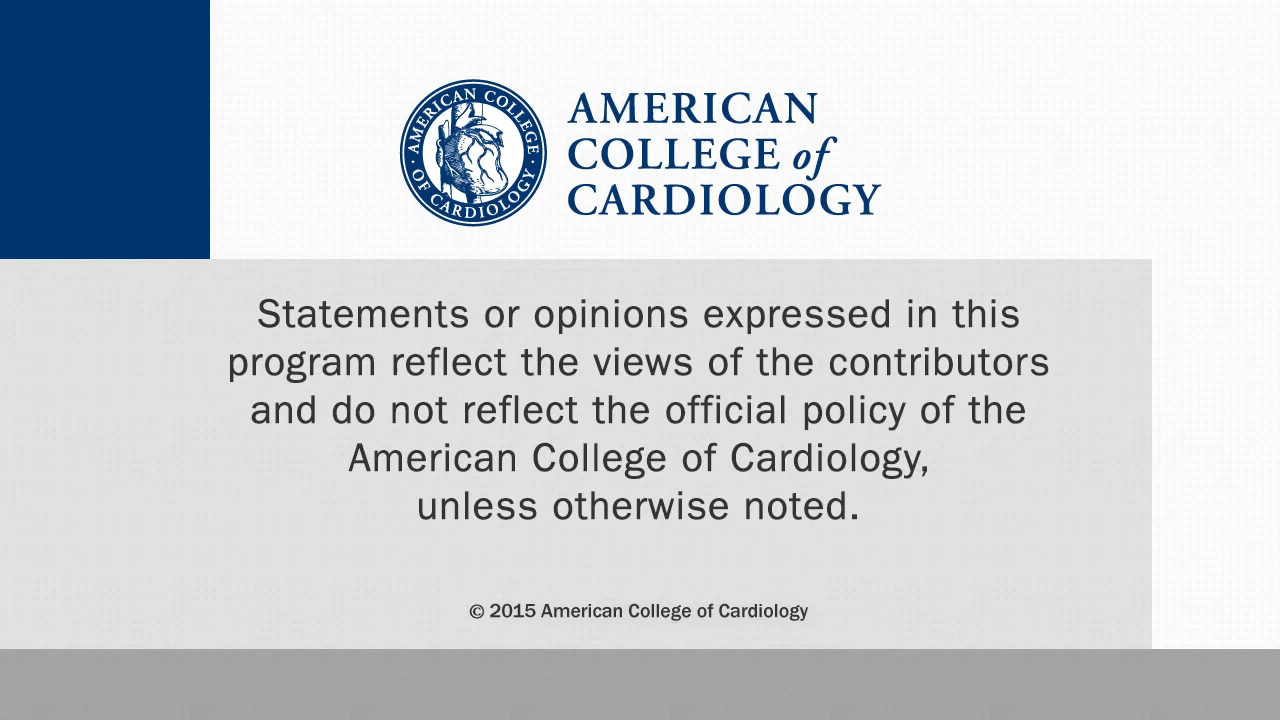 AMERICAN COLLEGE
OF CARDIOLOGY
AMERICAN
COLLEGE of
CARDIOLOGY
Statements or opinions expressed in this
program reflect the views of the contributors
and do not reflect the official policy of the
American College of Cardiology,
unless otherwise noted.
© 2015 American College of Cardiology